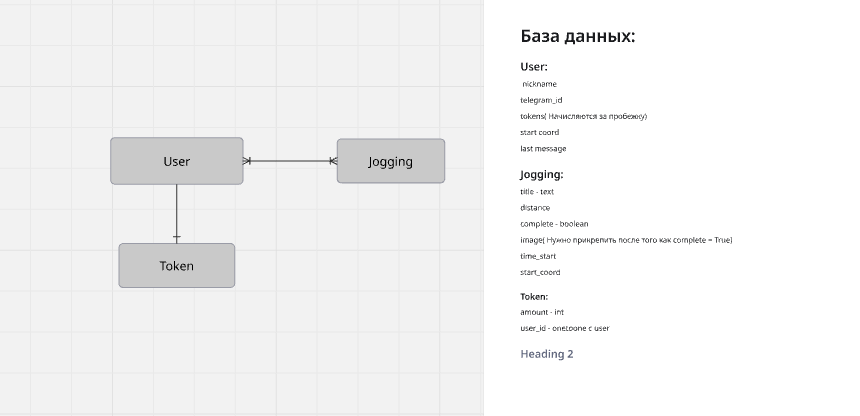 User
Jogging
Token
База данных:
User:
nickname
telegram_id
tokens( Начисляются за пробежку)
start coord
last message
Jogging:
title - text
distance
complete - boolean
image( Нужно прикрепить после того как complete = True)
time_start
start_coord
Token:
amount - int
user_id - onetoone с user
Heading 2